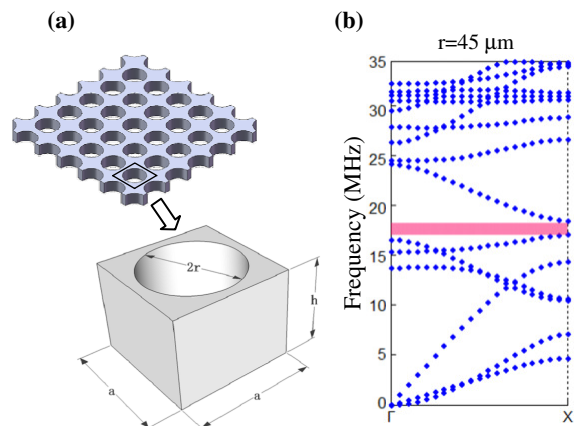 (a)
2r
h
a
a
(b)
r=45 μm
Frequency (MHz)
35
30
25
20
15
10
5
0
Γ
X